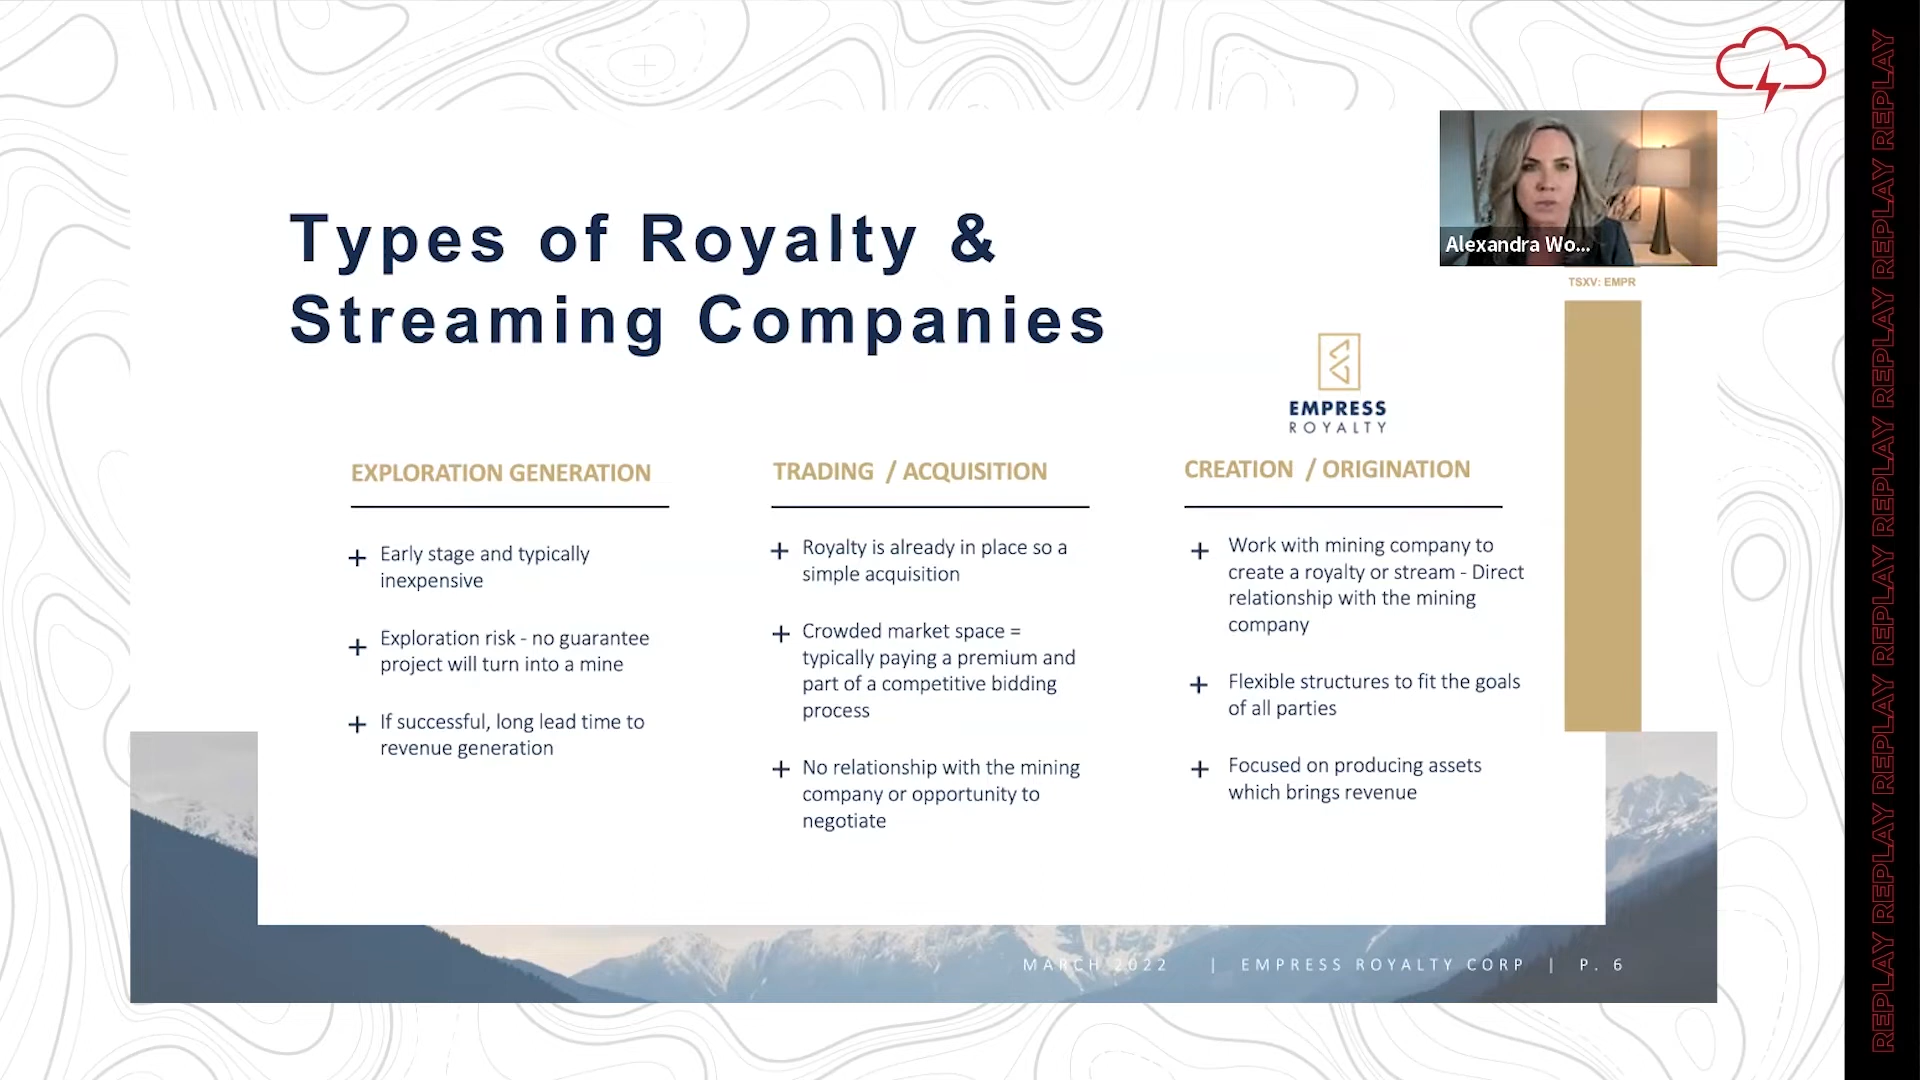 Types of Royalty &
Streaming Companies
Alexandra Wo...
TSXV: EMPR
EMPRESS
ROYALTY
EXPLORATION GENERATION
+ Early stage and typically
inexpensive
+ Exploration risk - no guarantee
project will turn into a mine
+ If successful, long lead time to
revenue generation
TRADING / ACQUISITION
+ Royalty is already in place so a
simple acquisition
+ Crowded market space =
typically paying a premium and
part of a competitive bidding
process
+ No relationship with the mining
company or opportunity to
negotiate
CREATION / ORIGINATION
+ Work with mining company to
create a royalty or stream - Direct
relationship with the mining
company
+ Flexible structures to fit the goals
of all parties
+ Focused on producing assets
which brings revenue
MARCH 2022 | EMPRESS ROYALTY CORP | P. 6
REPLAY REPLAY REPLAY REPLAY REPLAY REPLAY REPLAY REPLAY